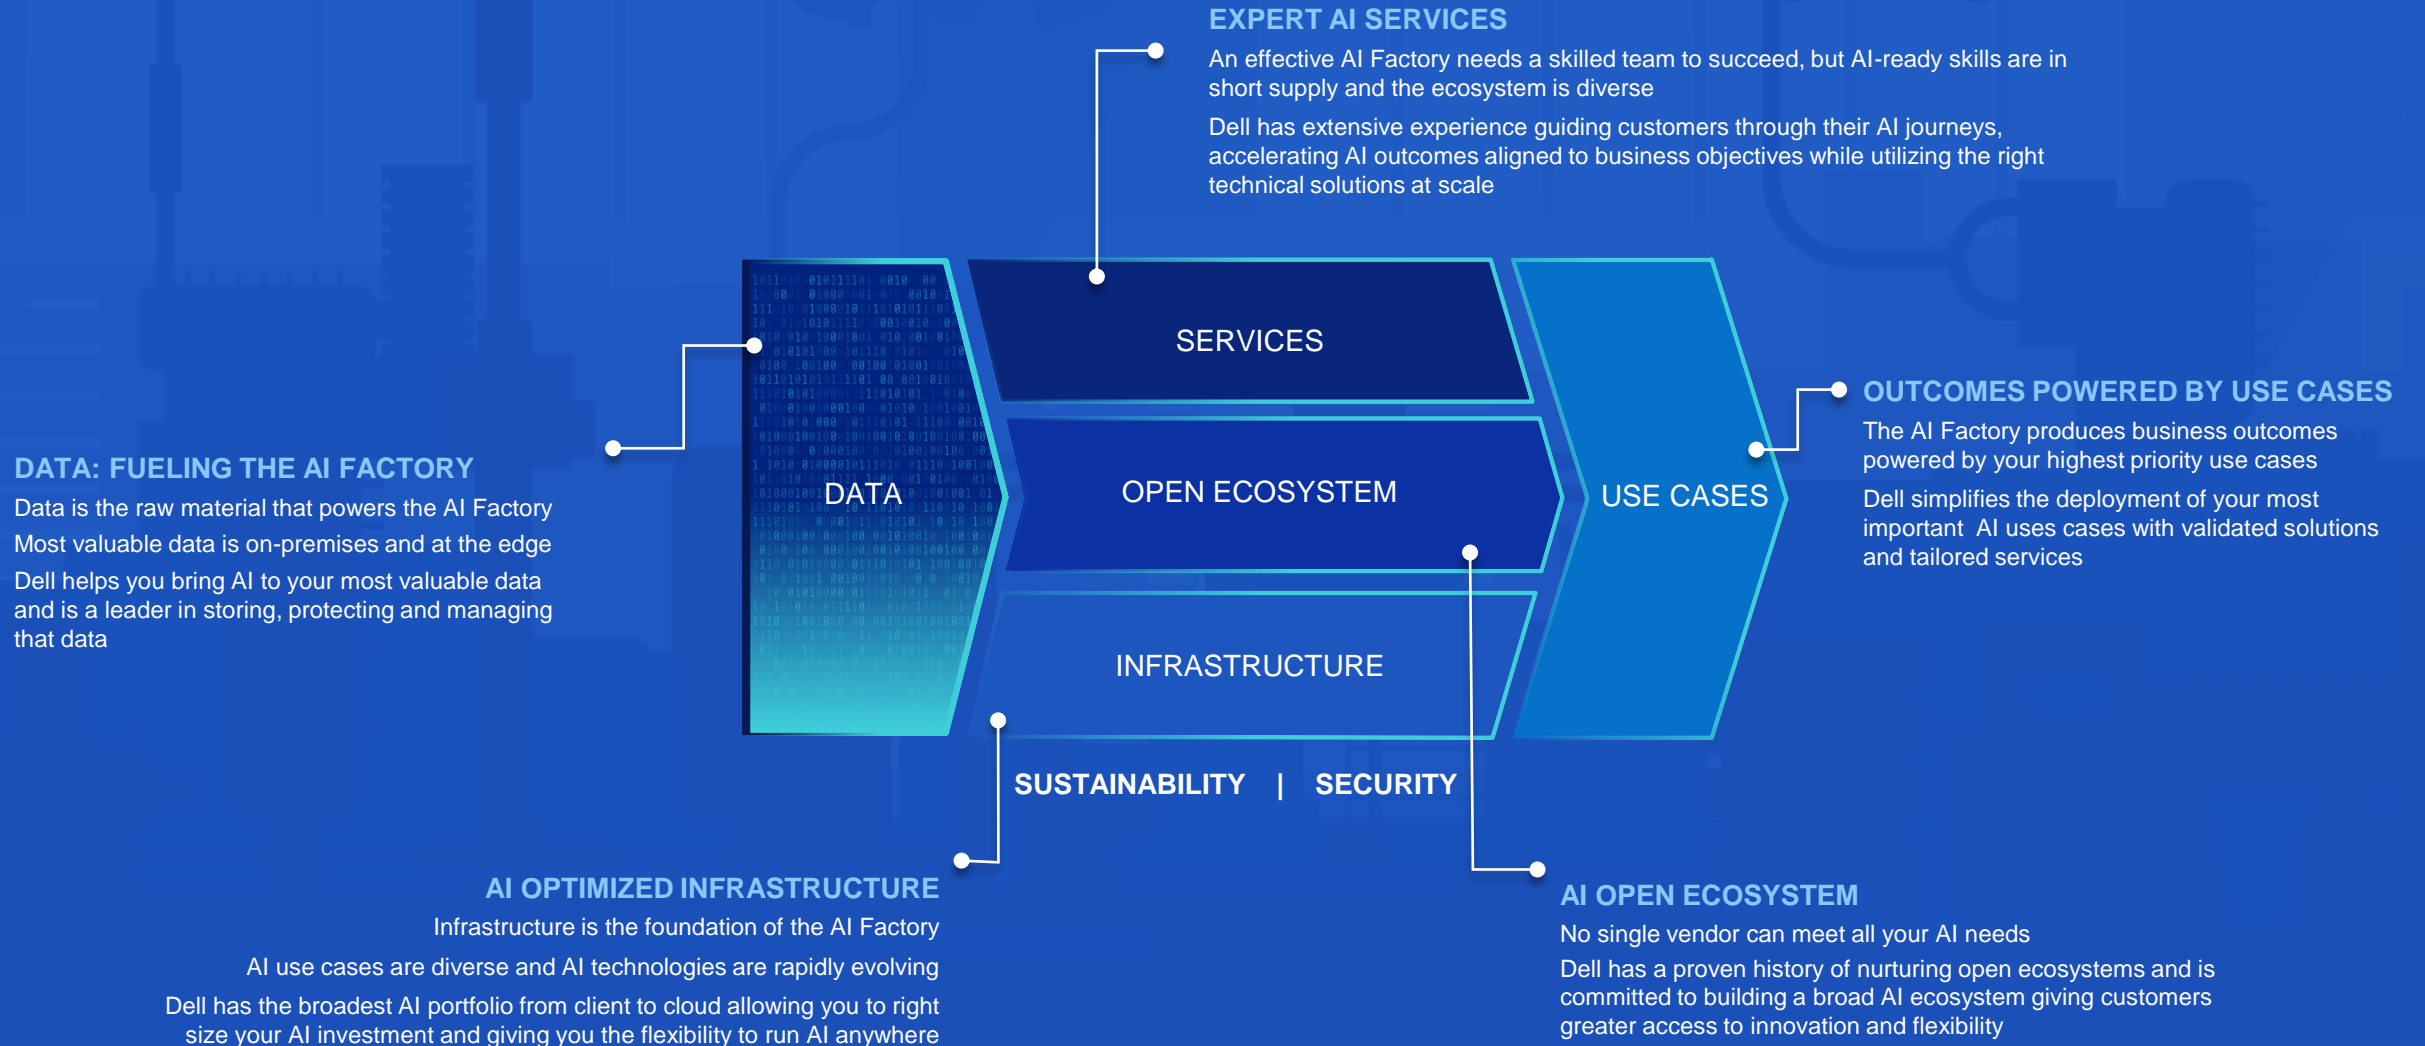 EXPERT AI SERVICES
An effective AI Factory needs a skilled team to succeed, but AI-ready skills are in
short supply and the ecosystem is diverse
Dell has extensive experience guiding customers through their AI journeys,
accelerating AI outcomes aligned to business objectives while utilizing the right
technical solutions at scale
DATA: FUELING THE AI FACTORY
Data is the raw material that powers the AI Factory
Most valuable data is on-premises and at the edge
Dell helps you bring AI to your most valuable data
and is a leader in storing, protecting and managing
that data
DATA
SERVICES
OPEN ECOSYSTEM
INFRASTRUCTURE
USE CASES
OUTCOMES POWERED BY USE CASES
The AI Factory produces business outcomes
powered by your highest priority use cases
Dell simplifies the deployment of your most
important AI uses cases with validated solutions
and tailored services
SUSTAINABILITY | SECURITY
AI OPTIMIZED INFRASTRUCTURE
Infrastructure is the foundation of the AI Factory
AI use cases are diverse and AI technologies are rapidly evolving
Dell has the broadest AI portfolio from client to cloud allowing you to right
size your AI investment and giving you the flexibility to run AI anywhere
AI OPEN ECOSYSTEM
No single vendor can meet all your AI needs
Dell has a proven history of nurturing open ecosystems and is
committed to building a broad AI ecosystem giving customers
greater access to innovation and flexibility